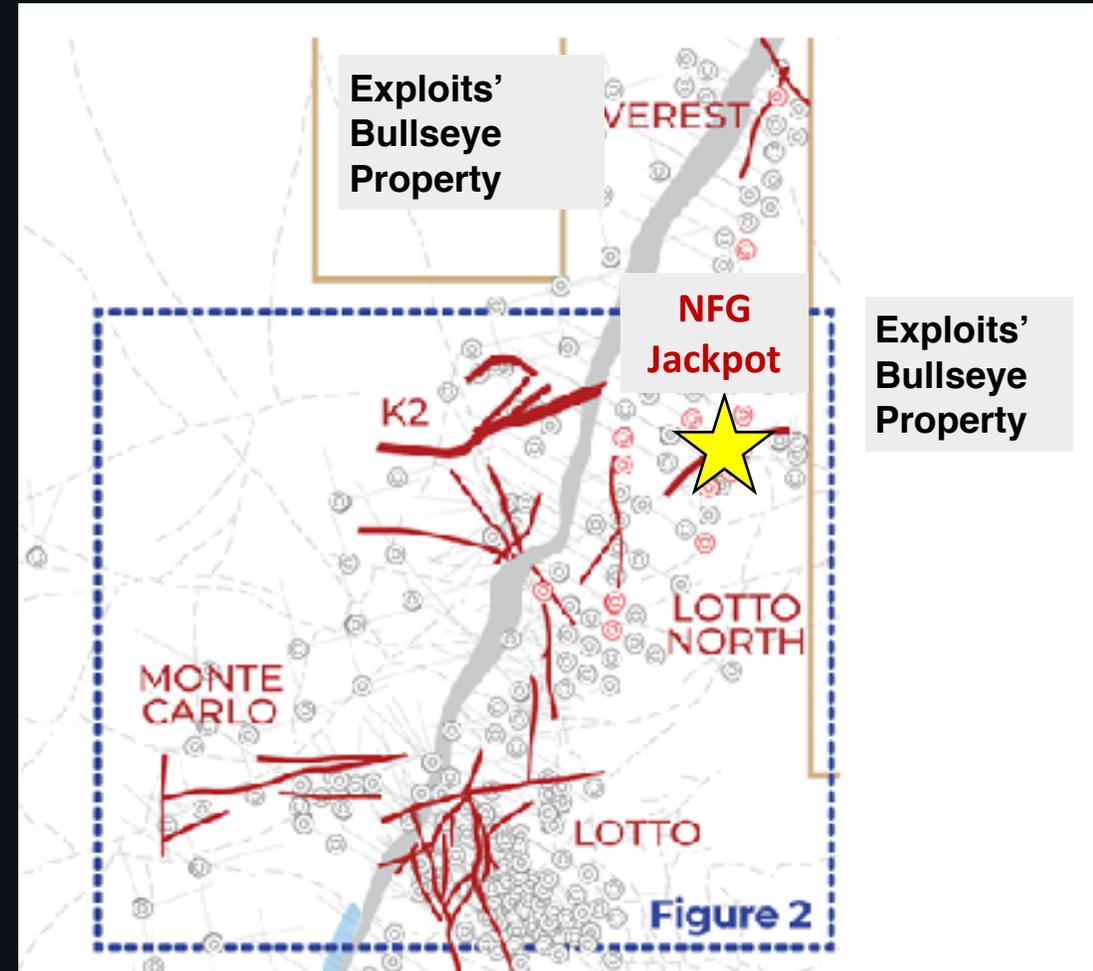 Exploits’
Bullseye
Property
VEREST
NFG
Jackpot
Exploits’
Bullseye
Property
K2
LOTTO
NORTH
MONTE
CARLO
LOTTO
Figure 2